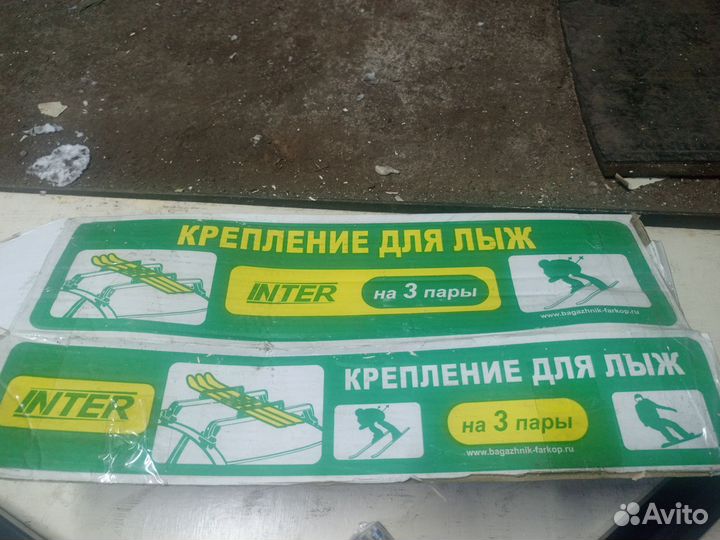 КРЕПЛЕНИЕ ДЛЯ ЛЫЖ
INTER
на 3 пары
www.bagazhnik-farkop.ru
INTER
КРЕПЛЕНИЕ ДЛЯ ЛЫЖ
на 3 пары
www.bagazhnik-farkop.ru
Avito